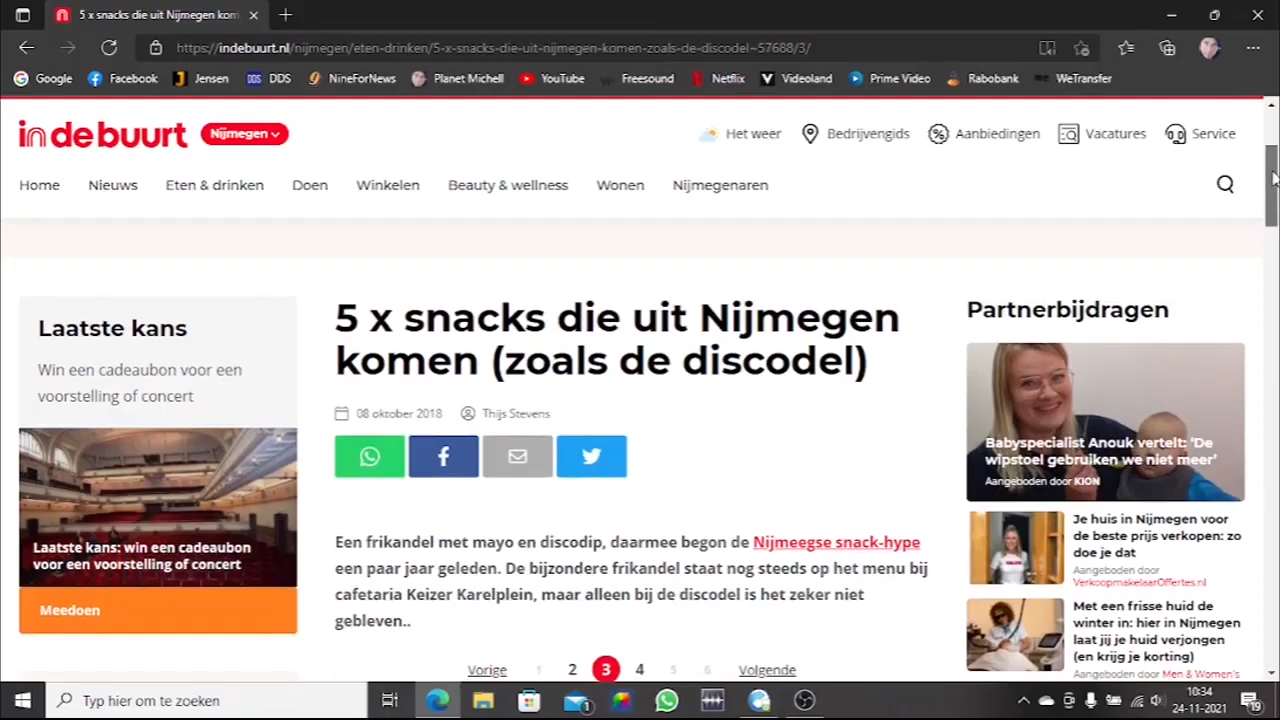 5 x snacks die uit Nijmegen kom
https://indebuurt.nl/nijmegen/eten-drinken/5-x-snacks-die-uit-nijmegen-komen-zoals-de-discodel~57688/3/
Google Facebook Jensen DDS NineForNews Planet Michell YouTube Freesound Netflix Videoland Prime Video Rabobank WeTransfer
in de buurt Nijmegen
Het weer Bedrijvengids Aanbiedingen Vacatures Service
Home Nieuws Eten & drinken Doen Winkelen Beauty & wellness Wonen Nijmegenaren
Laatste kans
Win een cadeaubon voor een
voorstelling of concert
Laatste kans: win een cadeaubon
voor een voorstelling of concert
Meedoen
5 x snacks die uit Nijmegen
komen (zoals de discodel)
08 oktober 2018 Thijs Stevens
Een frikandel met mayo en discodip, daarmee begon de Nijmeegse snack-hype
een paar jaar geleden. De bijzondere frikandel staat nog steeds op het menu bij
cafetaria Keizer Karelplein, maar alleen bij de discodel is het zeker niet
gebleven..
Vorige 1 2 3 4 5 6 Volgende
Partnerbijdragen
Babyspecialist Anouk vertelt: ‘De
wipstoel gebruiken we niet meer’
Aangeboden door KION
Je huis in Nijmegen voor
de beste prijs verkopen: zo
doe je dat
Aangeboden door
VerkoopmakelaarOffertes.nl
Met een frisse huid de
winter in: hier in Nijmegen
laat jij je huid verjongen
(en krijg je korting)
Aangeboden door Men & Women's
Typ hier om te zoeken
1
10:34
24-11-2021
19